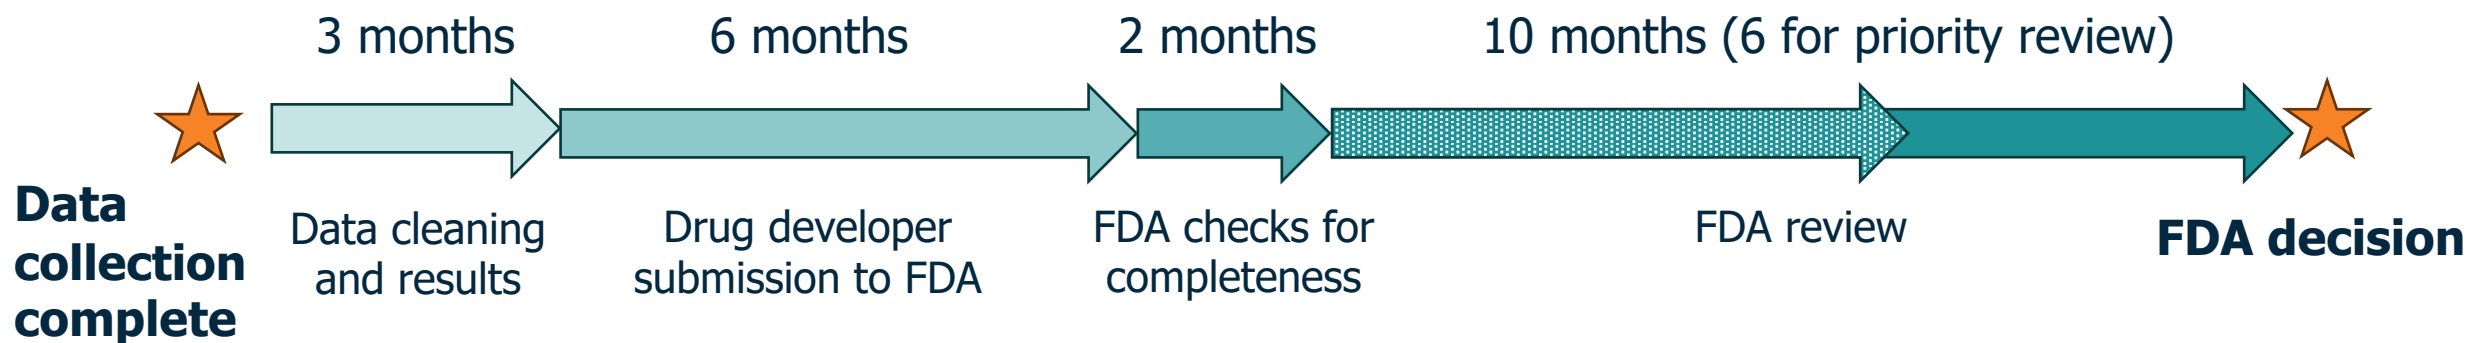 3 months
6 months
2 months
10 months (6 for priority review)
Data
collection
complete
Data cleaning
and results
Drug developer
submission to FDA
FDA checks for
completeness
FDA review
FDA decision